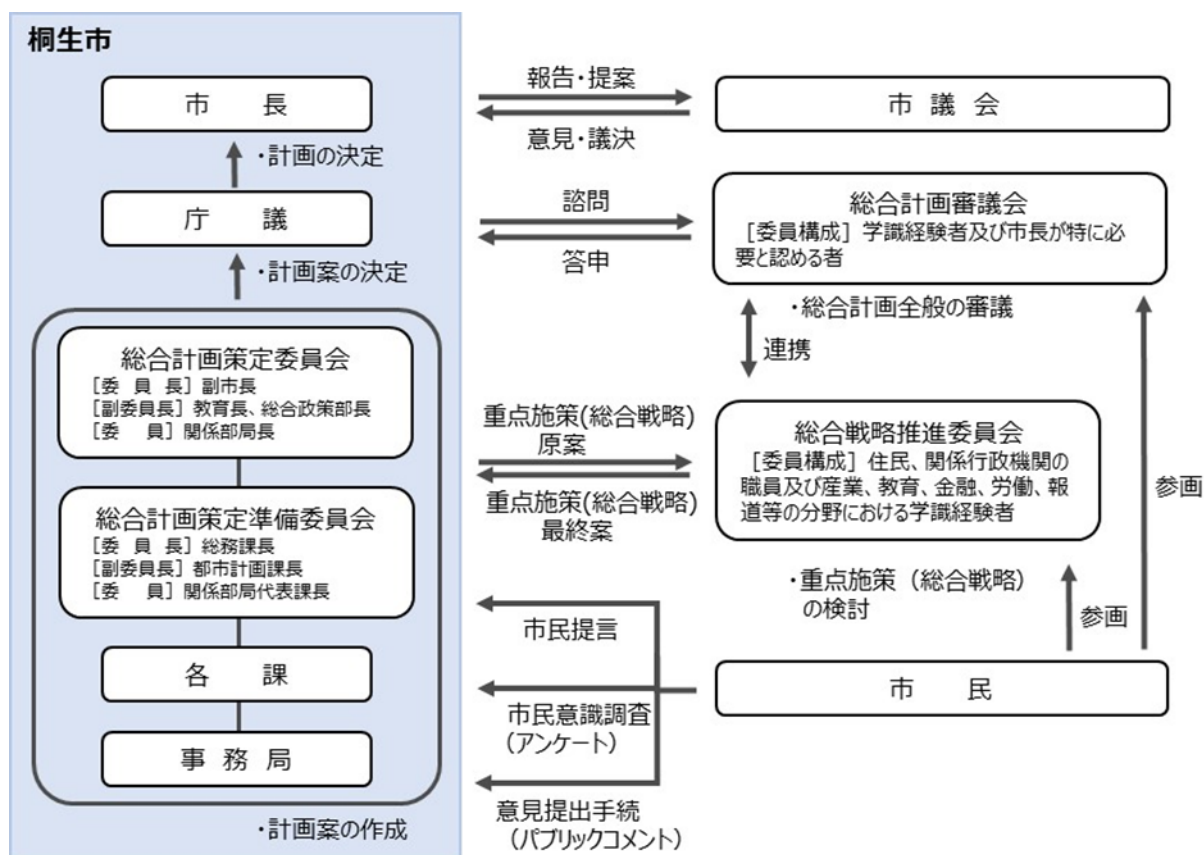 桐生市
市　長
・計画の決定
庁　議
・計画案の決定
総合計画策定委員会
［委　員　長］副市長
［副委員長］教育長、総合政策部長
［委　　員］関係部局長
総合計画策定準備委員会
［委　員　長］総務課長
［副委員長］都市計画課長
［委　　員］関係部局代表課長
各　課
事 務 局
・計画案の作成
報告・提案
意見・議決
諮問
答申
重点施策(総合戦略)
原案
重点施策(総合戦略)
最終案
市民提言
市民意識調査
（アンケート）
意見提出手続
（パブリックコメント）
市 議 会
総合計画審議会
［委員構成］学識経験者及び市長が特に必
要と認める者
・総合計画全般の審議
連携
総合戦略推進委員会
［委員構成］住民、関係行政機関の
職員及び産業、教育、金融、労働、報
道等の分野における学識経験者
・重点施策（総合戦略）
の検討
参画
参画
市　民